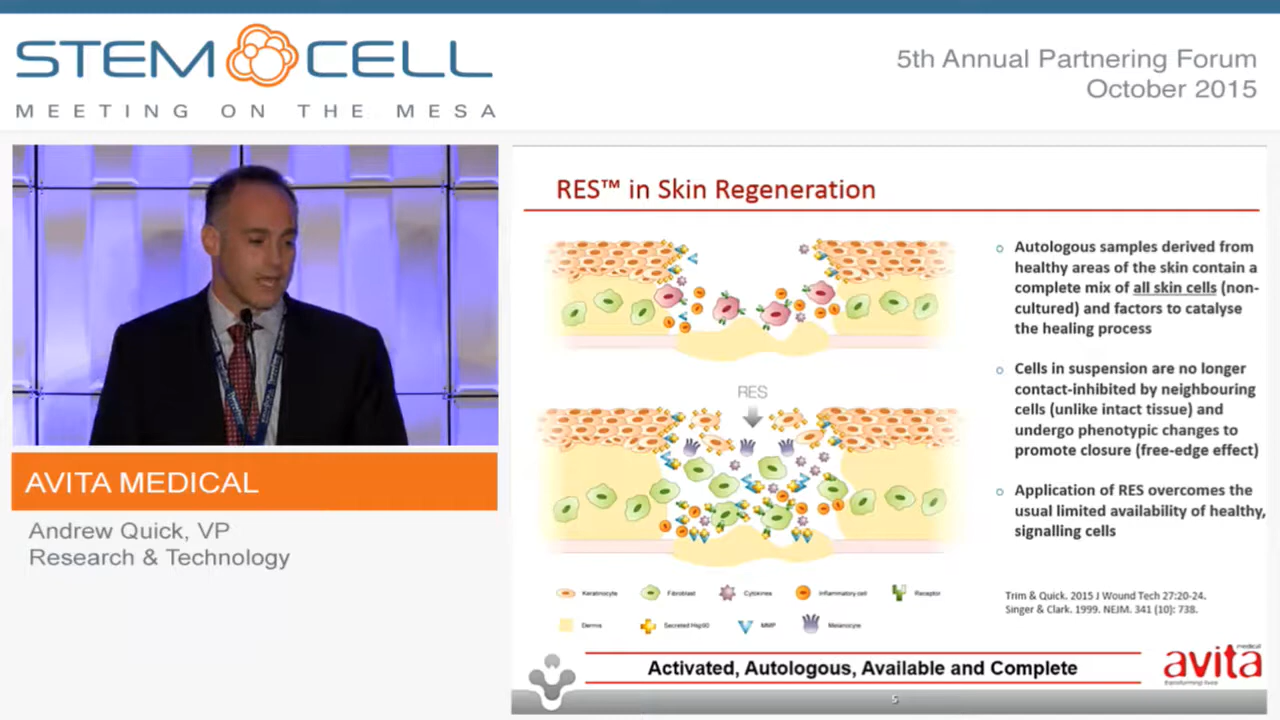 STEM CELL
MEETING ON THE MESA
5th Annual Partnering Forum
October 2015
AVITA MEDICAL
Andrew Quick, VP
Research & Technology
RES™ in Skin Regeneration
RES
Autologous samples derived from
healthy areas of the skin contain a
complete mix of all skin cells (non-
cultured) and factors to catalyse
the healing process
Cells in suspension are no longer
contact-inhibited by neighbouring
cells (unlike intact tissue) and
undergo phenotypic changes to
promote closure (free-edge effect)
Application of RES overcomes the
usual limited availability of healthy,
signalling cells
Keratinocyte
Fibroblast
Cytokines
Inflammatory cell
Receptor
Dermis
Secreted Hsp90
MMP
Melanocyte
Trim & Quick. 2015 J Wound Tech 27:20-24.
Singer & Clark. 1999. NEJM. 341 (10): 738.
Activated, Autologous, Available and Complete
avita
medical
transforming lives
5